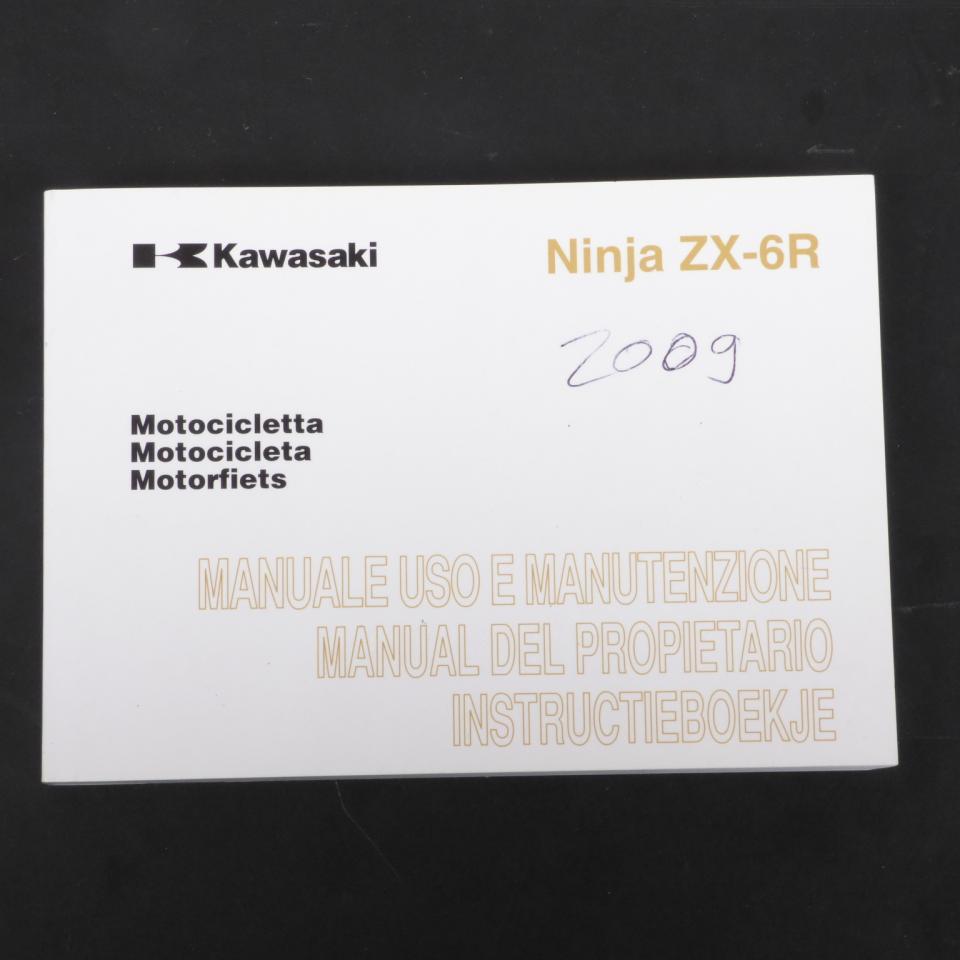 Kawasaki
Ninja ZX-6R
2009
Motocicletta
Motocicleta
Motorfiets
MANUALE USO E MANUTENZIONE
MANUAL DEL PROPIETARIO
INSTRUCTIEBOEKJE